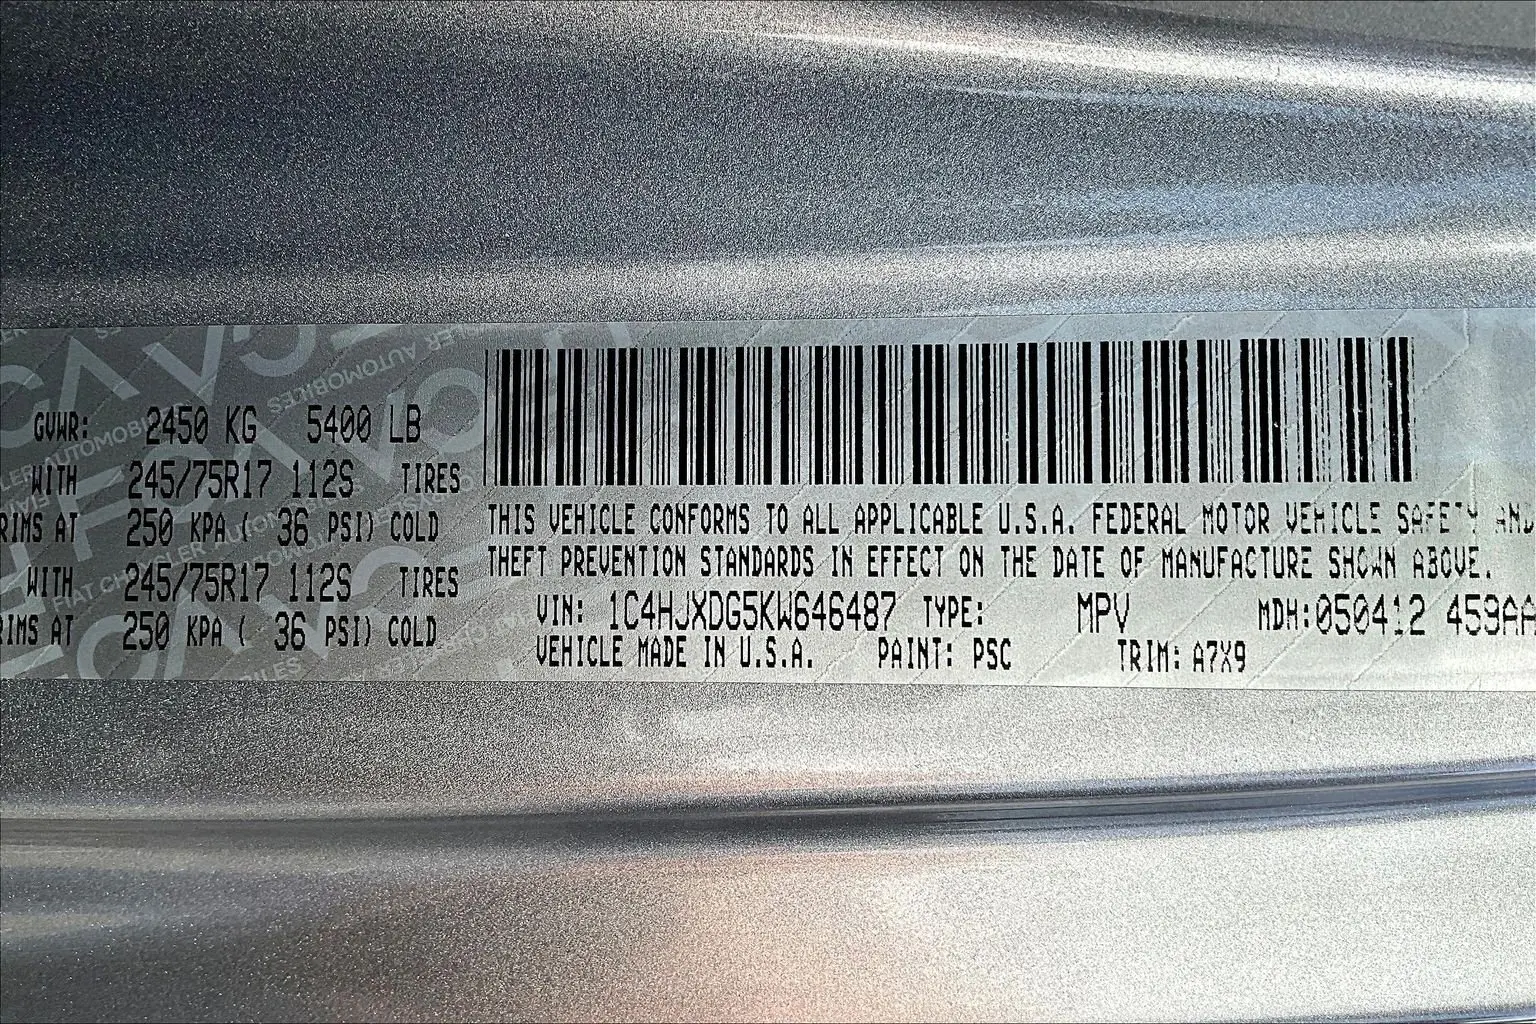 GVWR: 2450 KG 5400 LB
WITH 245/75R17 112S TIRES
RIMS AT 250 KPA ( 36 PSI) COLD
WITH 245/75R17 112S TIRES
RIMS AT 250 KPA ( 36 PSI) COLD
THIS VEHICLE CONFORMS TO ALL APPLICABLE U.S.A. FEDERAL MOTOR VEHICLE SAFETY AND
THEFT PREVENTION STANDARDS IN EFFECT ON THE DATE OF MANUFACTURE SHOWN ABOVE.
VIN: 1C4HJXDG5KW646487 TYPE: MPV MDH:050412 459AA
VEHICLE MADE IN U.S.A. PAINT: PSC TRIM: A7X9